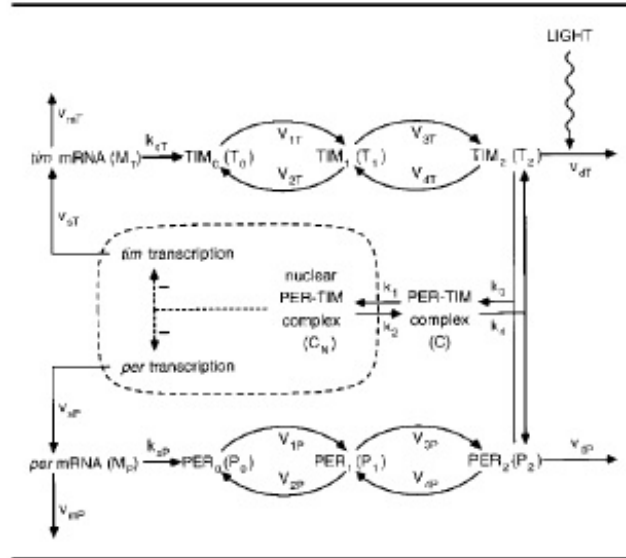 LIGHT
v_mT
tim mRNA (M_T)
k_sT
TIM_0 (T_0)
V_1T
V_2T
TIM_1 (T_1)
V_3T
V_4T
TIM_2 (T_2)
v_dT
v_sT
tim transcription
–
–
per transcription
nuclear
PER-TIM
complex
(C_N)
k_1
k_2
PER-TIM
complex
(C)
k_3
k_4
v_sP
per mRNA (M_P)
k_sP
PER_0 (P_0)
V_1P
V_2P
PER_1 (P_1)
V_3P
V_4P
PER_2 (P_2)
v_dP
v_mP